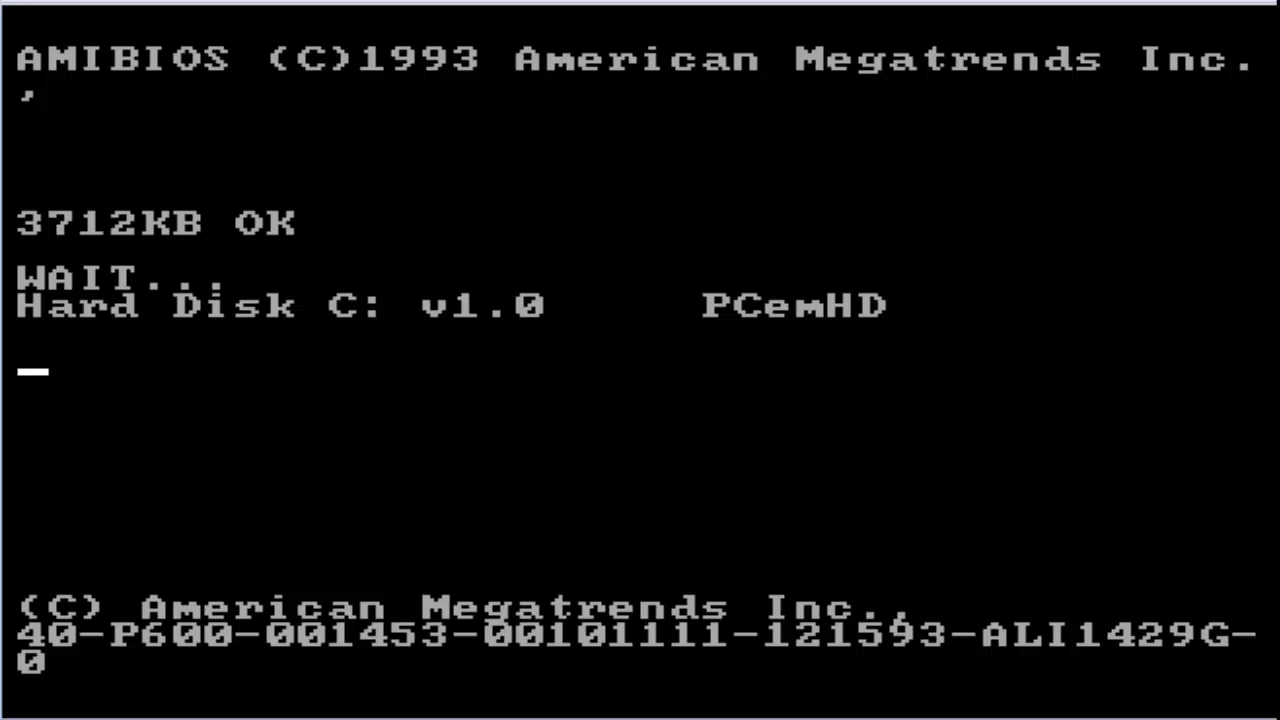 AMIBIOS (C)1993 American Megatrends Inc.
,
3712KB OK
WAIT...
Hard Disk C: v1.0 PCemHD
(C) American Megatrends Inc.,
40-P600-001453-00101111-121593-ALI1429G-
0